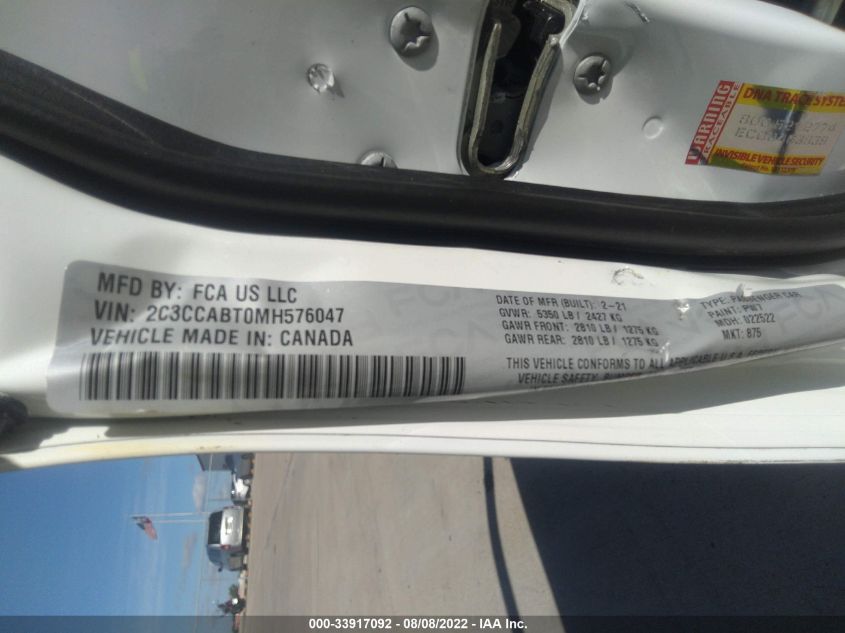 WARNING
TRACEABLE
DNA TRACK SYSTEM
INVISIBLE VEHICLE SECURITY
MFD BY: FCA US LLC
VIN: 2C3CCABT0MH576047
VEHICLE MADE IN: CANADA
DATE OF MFR (BUILT): 2-21
GVWR: 5350 LB / 2427 KG
GAWR FRONT: 2810 LB / 1275 KG
GAWR REAR: 2810 LB / 1275 KG
THIS VEHICLE CONFORMS TO ALL APPLICABLE U.S.A.
VEHICLE SAFETY,
TYPE: PASSENGER CAR
PAINT: PW7
MDH: 022522
MKT: 875
000-33917092 - 08/08/2022 - IAA Inc.